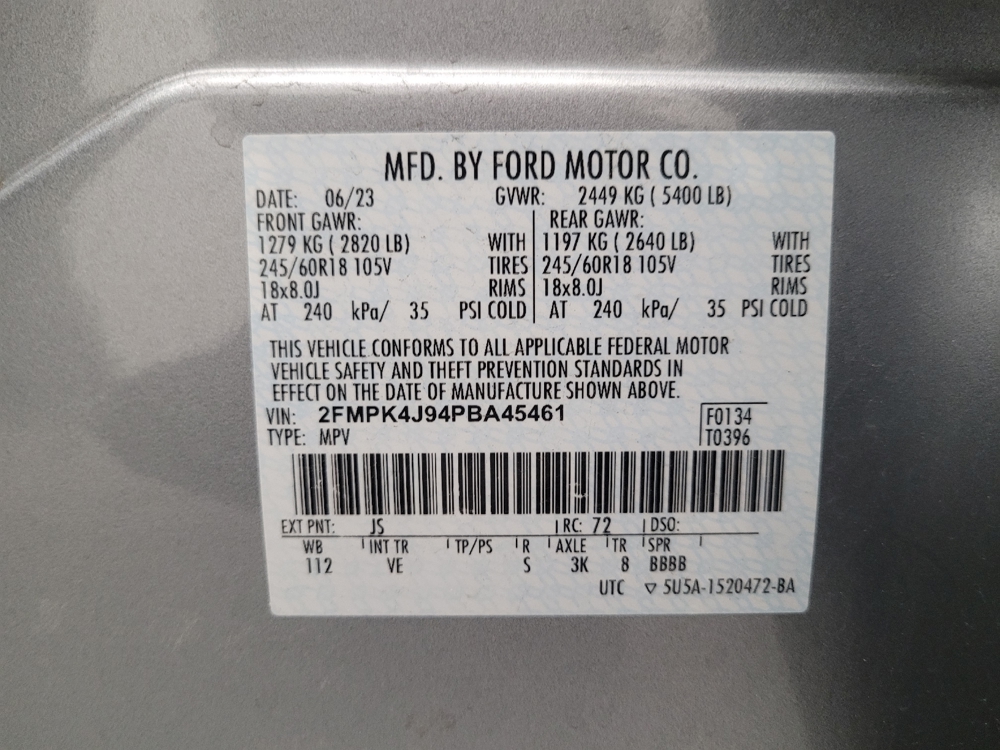 MFD. BY FORD MOTOR CO.
DATE: 06/23 GVWR: 2449 KG ( 5400 LB)
FRONT GAWR: REAR GAWR:
1279 KG ( 2820 LB) WITH 1197 KG ( 2640 LB) WITH
245/60R18 105V TIRES 245/60R18 105V TIRES
18x8.0J RIMS 18x8.0J RIMS
AT 240 kPa/ 35 PSI COLD AT 240 kPa/ 35 PSI COLD
THIS VEHICLE CONFORMS TO ALL APPLICABLE FEDERAL MOTOR
VEHICLE SAFETY AND THEFT PREVENTION STANDARDS IN
EFFECT ON THE DATE OF MANUFACTURE SHOWN ABOVE.
VIN: 2FMPK4J94PBA45461 F0134
TYPE: MPV T0396
EXT PNT: JS RC: 72 DSO:
WB INT TR TP/PS R AXLE TR SPR
112 VE S 3K 8 BBBB
UTC ▽ 5U5A-1520472-BA